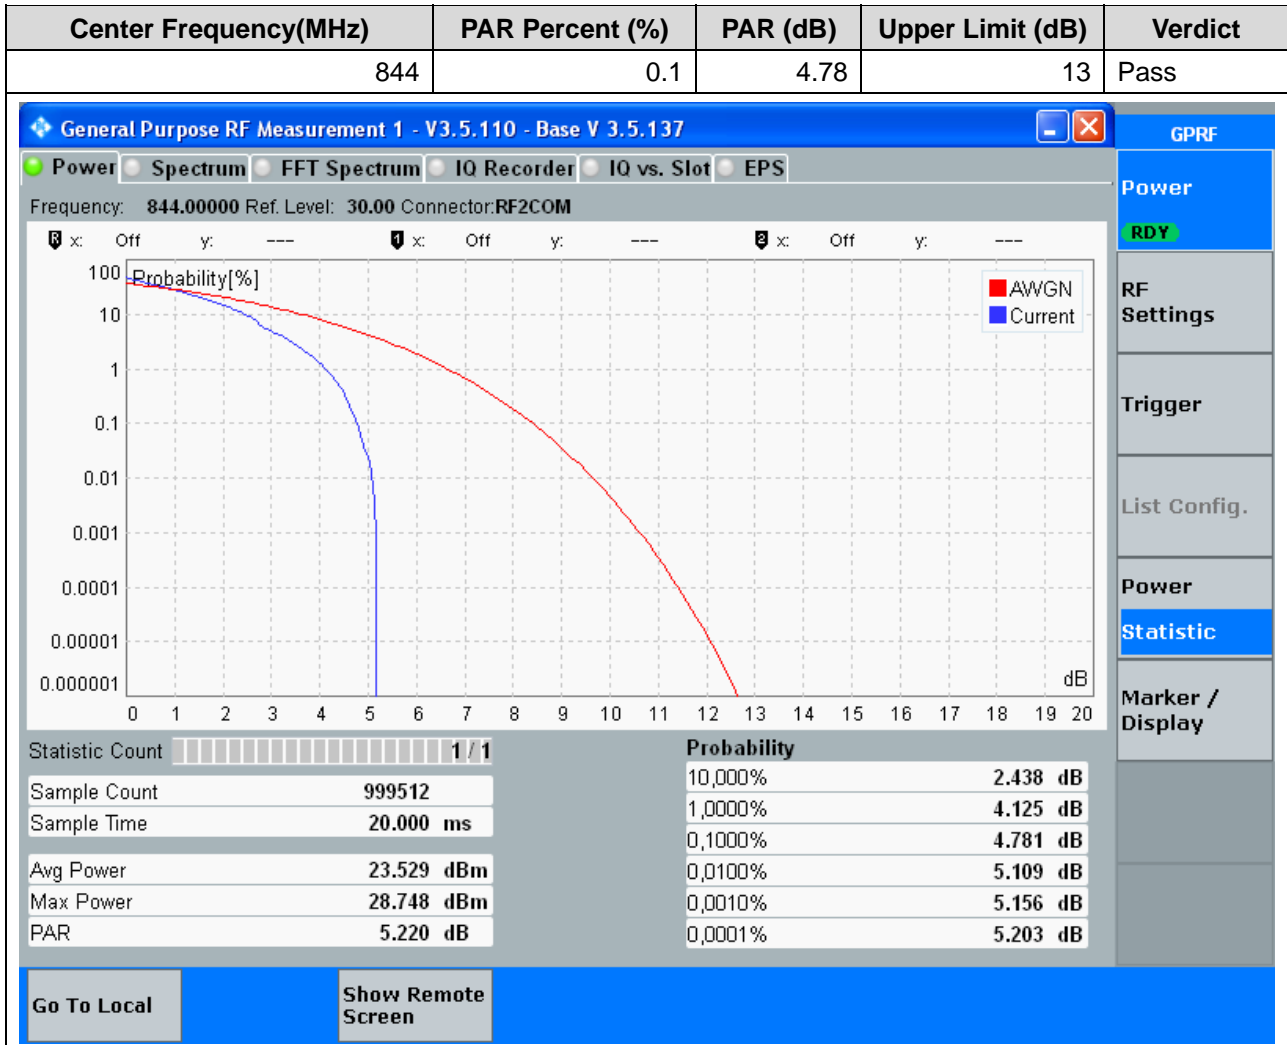 Center Frequency(MHz) PAR Percent (%) PAR (dB) Upper Limit (dB) Verdict
844 0.1 4.78 13 Pass
General Purpose RF Measurement 1 - V3.5.110 - Base V 3.5.137
GPRF
Power Spectrum FFT Spectrum IQ Recorder IQ vs. Slot EPS
Frequency: 844.00000 Ref. Level: 30.00 Connector:RF2COM
R x: Off y: --- 1 x: Off y: --- 2 x: Off y: ---
Probability[%]
AWGN
Current
100
10
1
0.1
0.01
0.001
0.0001
0.00001
0.000001
dB
0 1 2 3 4 5 6 7 8 9 10 11 12 13 14 15 16 17 18 19 20
Statistic Count 1 / 1
Sample Count 999512
Sample Time 20.000 ms
Avg Power 23.529 dBm
Max Power 28.748 dBm
PAR 5.220 dB
Probability
10,000% 2.438 dB
1,0000% 4.125 dB
0,1000% 4.781 dB
0,0100% 5.109 dB
0,0010% 5.156 dB
0,0001% 5.203 dB
Power
RDY
RF
Settings
Trigger
List Config.
Power
Statistic
Marker /
Display
Go To Local
Show Remote
Screen